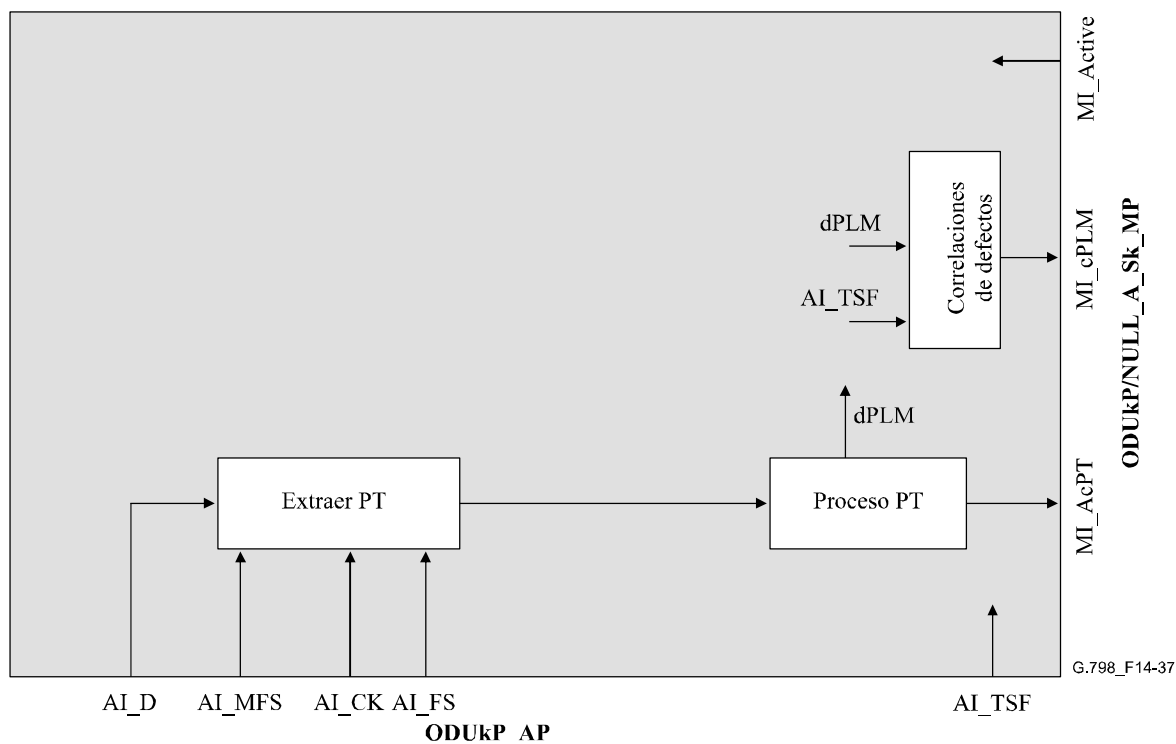 MI_Active
dPLM
AI_TSF
Correlaciones
de defectos
MI_cPLM
ODUkP/NULL_A_Sk_MP
dPLM
Extraer PT
Proceso PT
MI_AcPT
G.798_F14-37
AI_D
AI_MFS
AI_CK
AI_FS
AI_TSF
ODUkP_AP